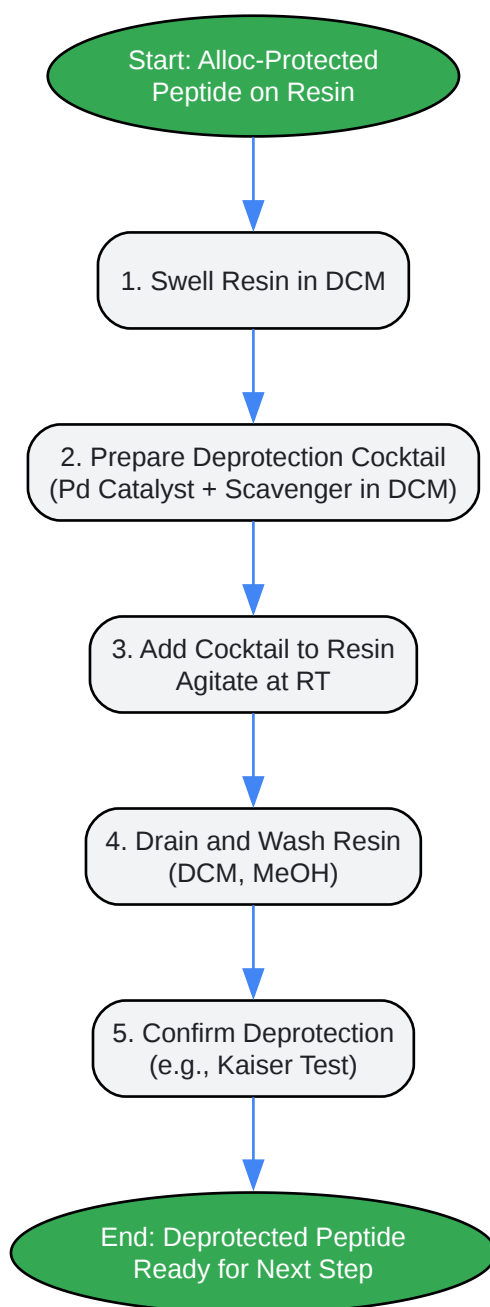 Start: Alloc-Protected
Peptide on Resin
1. Swell Resin in DCM
2. Prepare Deprotection Cocktail
(Pd Catalyst + Scavenger in DCM)
3. Add Cocktail to Resin
Agitate at RT
4. Drain and Wash Resin
(DCM, MeOH)
5. Confirm Deprotection
(e.g., Kaiser Test)
End: Deprotected Peptide
Ready for Next Step